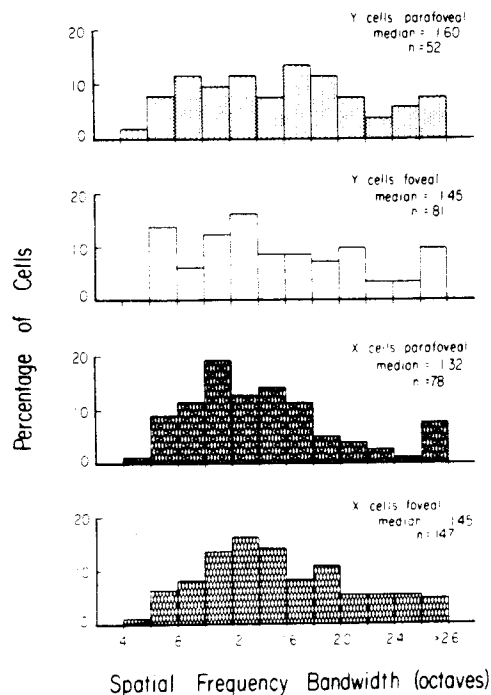 Y cells parafoveal
median = 1.60
n=52
20
10
0
Y cells foveal
median = 1.45
n=81
20
10
0
X cells parafoveal
median = 1.32
n=78
20
10
0
X cells foveal
median 1.45
n=147
20
10
0
.4 1.2 1.6 2.0 2.4 >2.6
Percentage of Cells
Spatial Frequency Bandwidth (octaves)